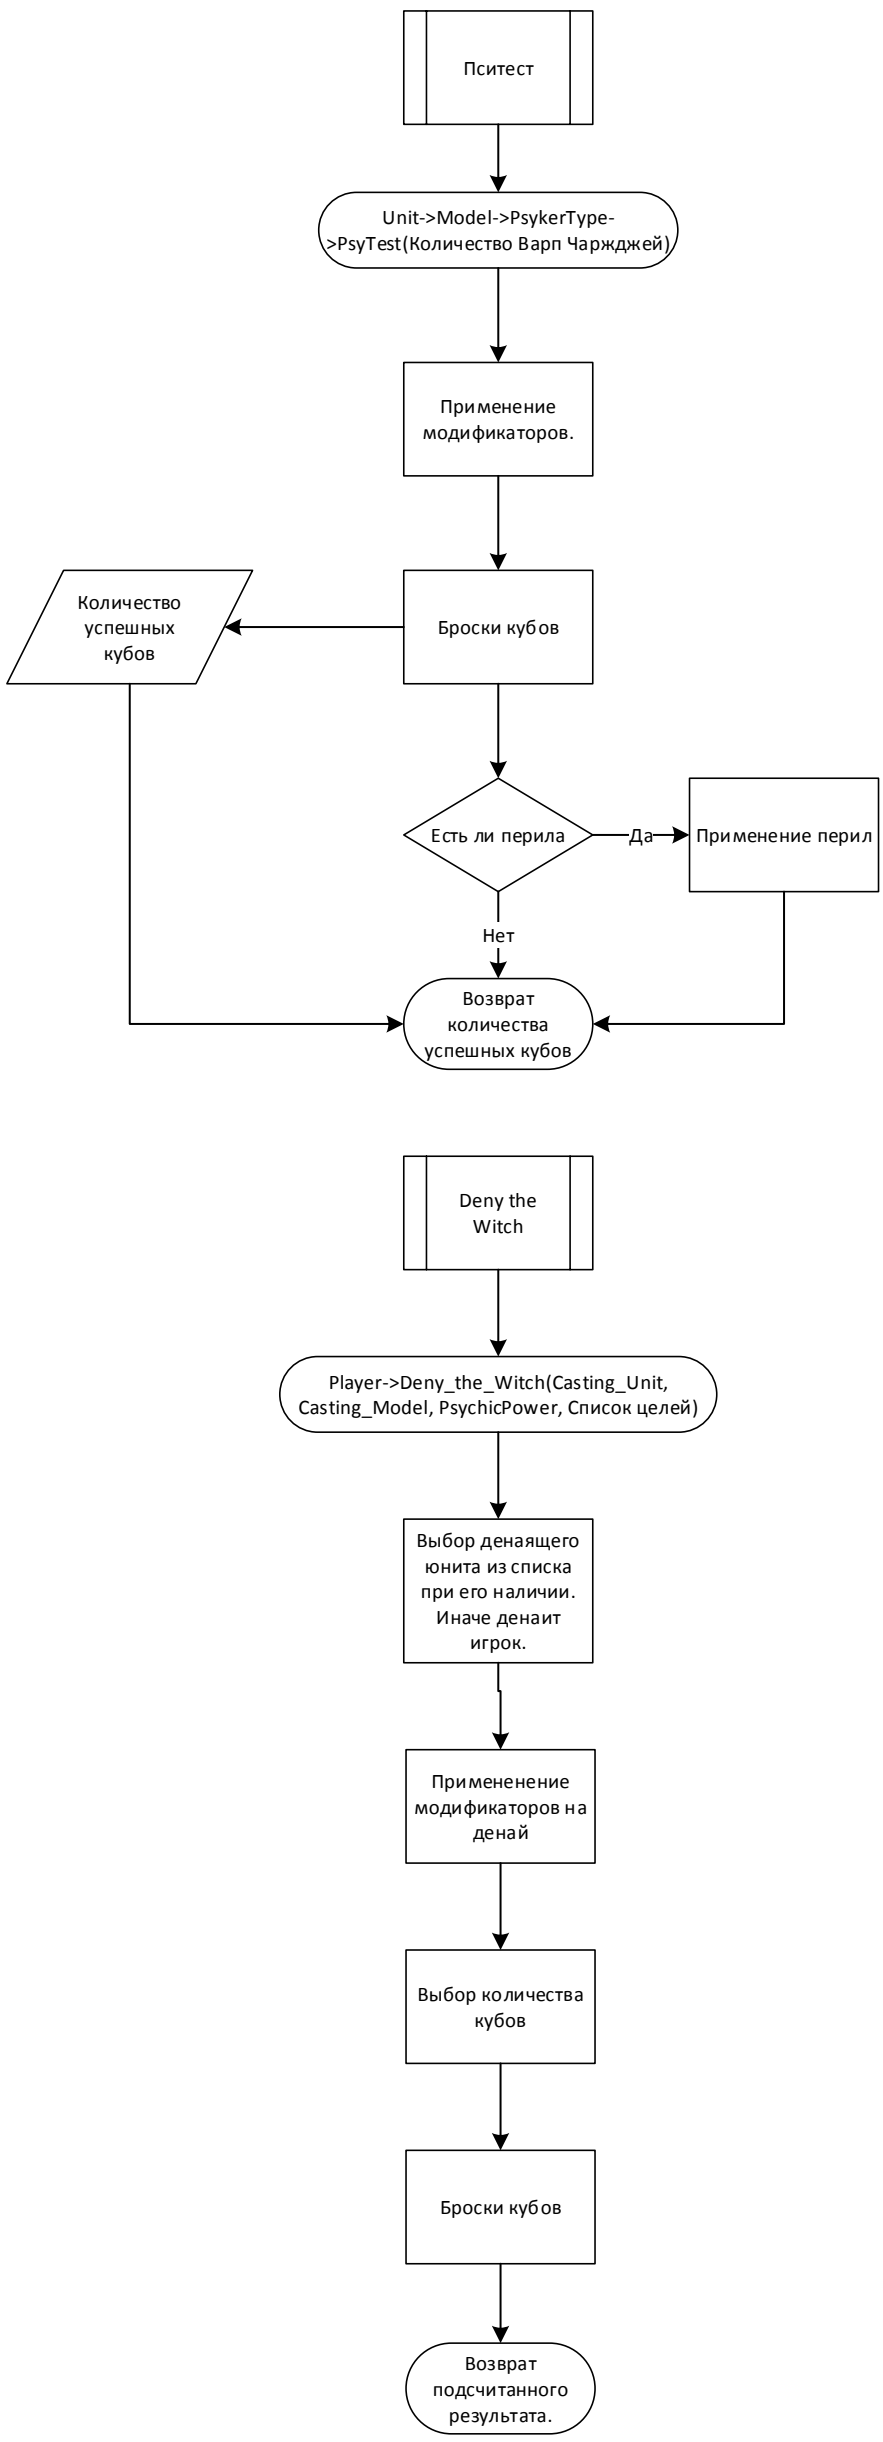 Пситест
Unit->Model->PsykerType-
>PsyTest(Количество Варп Чаржджей)
Применение
модификаторов.
Количество
успешных
кубов
Броски кубов
Есть ли перила
Да
Применение перил
Нет
Возврат
количества
успешных кубов
Deny the
Witch
Player->Deny_the_Witch(Casting_Unit,
Casting_Model, PsychicPower, Список целей)
Выбор денаящего
юнита из списка
при его наличии.
Иначе денаит
игрок.
Примененение
модификаторов на
денай
Выбор количества
кубов
Броски кубов
Возврат
подсчитанного
результата.